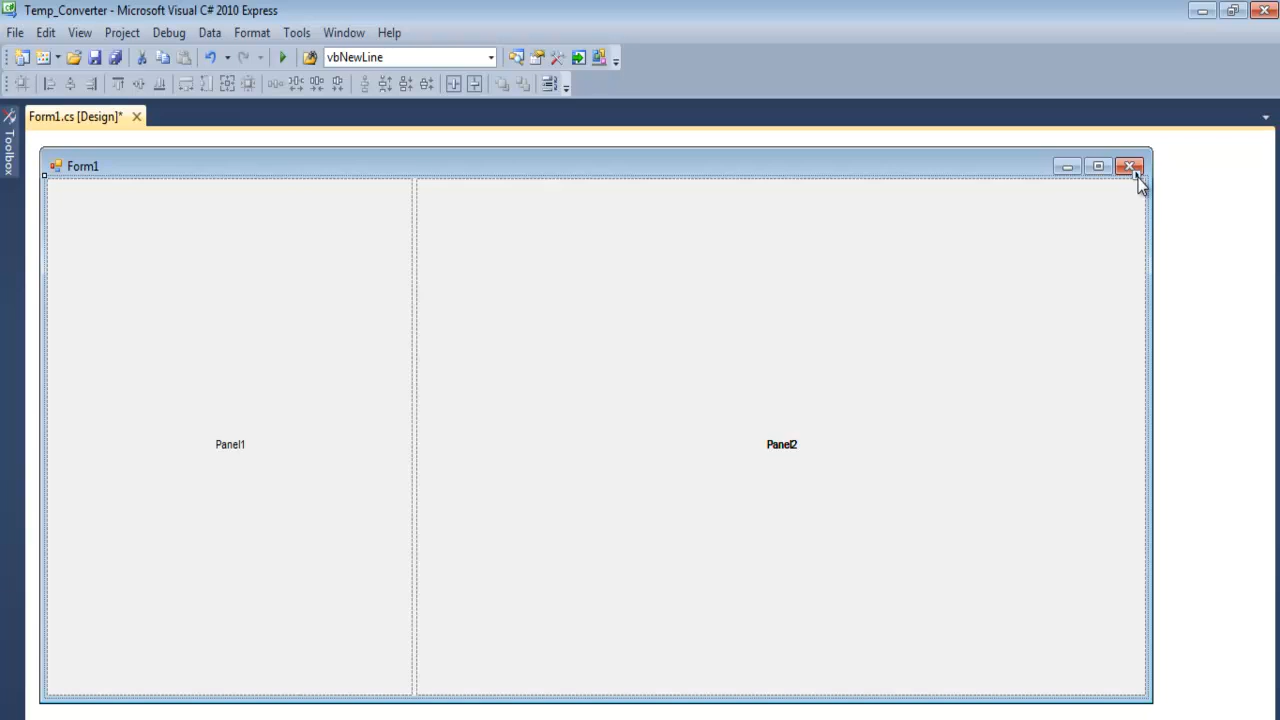 Temp_Converter - Microsoft Visual C# 2010 Express
File Edit View Project Debug Data Format Tools Window Help
vbNewLine
Form1.cs [Design]*
Toolbox
Form1
Panel1 Panel2